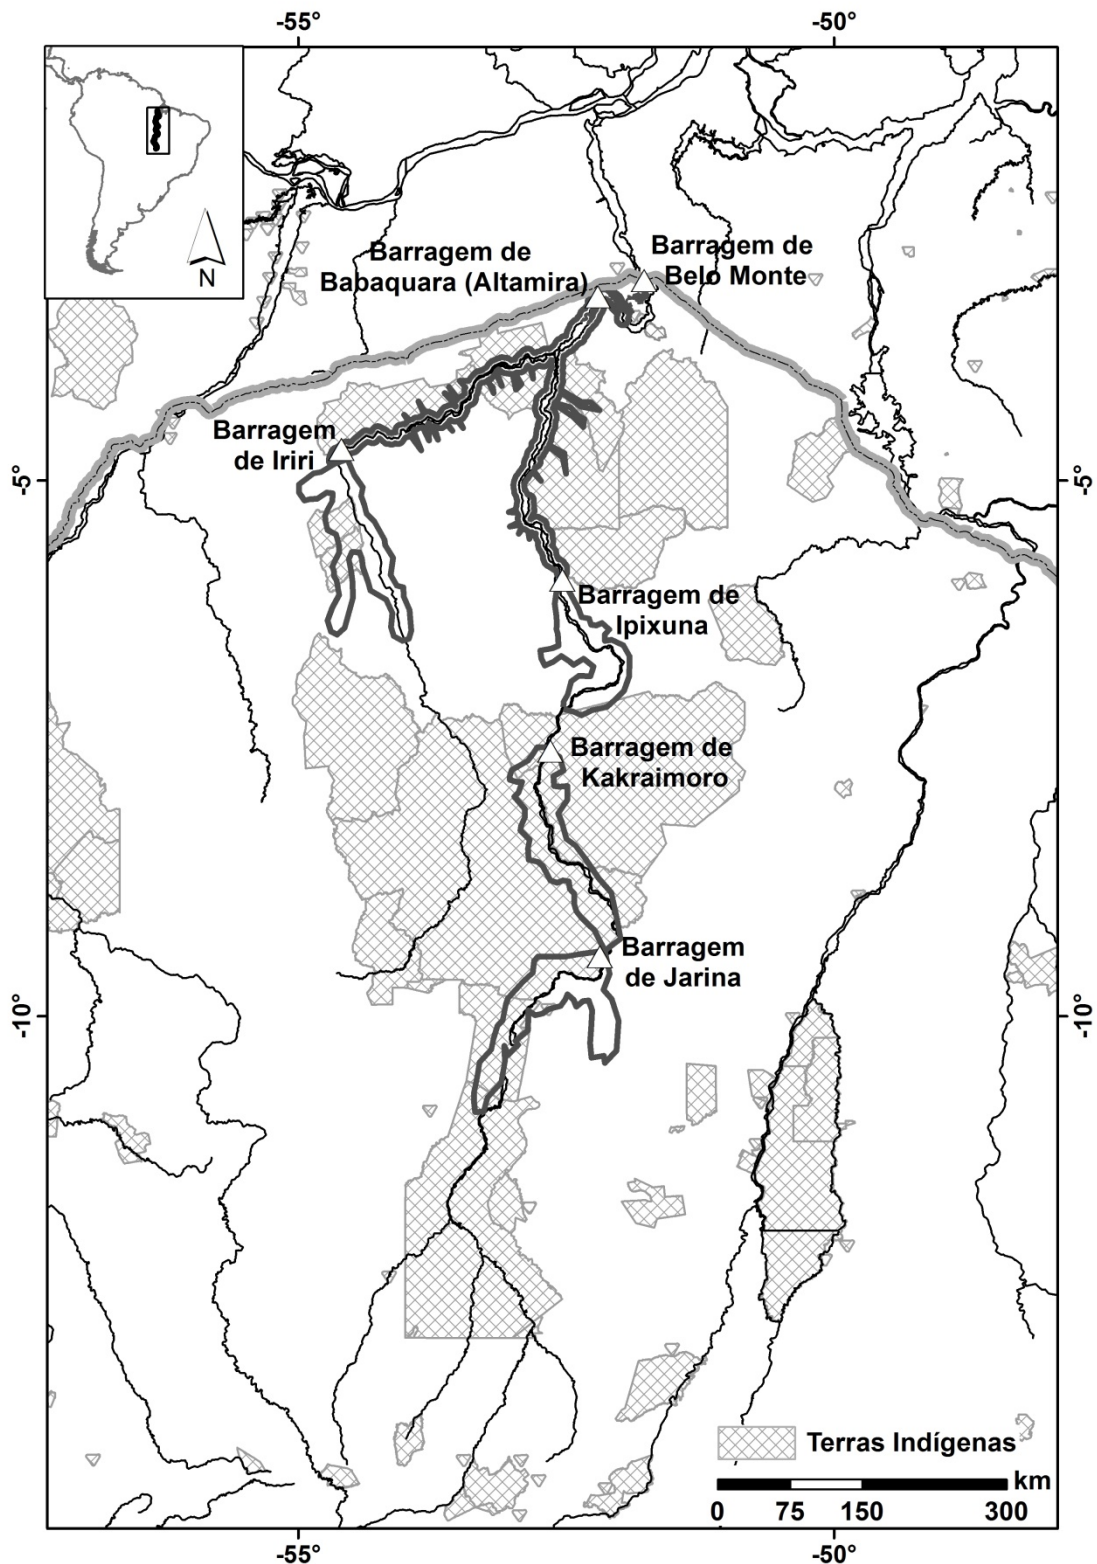 -55°
-50°
N
Barragem de
Babaquara (Altamira)
Barragem de
Belo Monte
Barragem
de Iriri
-5°
-5°
Barragem de
Ipixuna
Barragem de
Kakraimoro
Barragem
de Jarina
-10°
-10°
Terras Indígenas
km
0 75 150 300
-55°
-50°